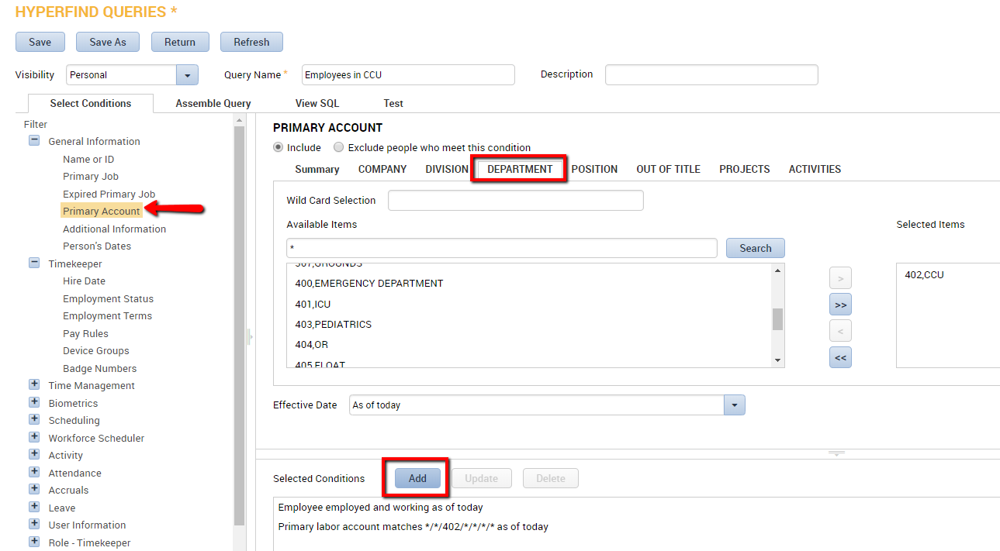 HYPERFIND QUERIES *
Save Save As Return Refresh
Visibility Personal Query Name * Employees in CCU Description
Select Conditions Assemble Query View SQL Test
Filter
General Information
Name or ID
Primary Job
Expired Primary Job
Primary Account
Additional Information
Person's Dates
Timekeeper
Hire Date
Employment Status
Employment Terms
Pay Rules
Device Groups
Badge Numbers
Time Management
Biometrics
Scheduling
Workforce Scheduler
Activity
Attendance
Accruals
Leave
User Information
Role - Timekeeper
PRIMARY ACCOUNT
Include Exclude people who meet this condition
Summary COMPANY DIVISION DEPARTMENT POSITION OUT OF TITLE PROJECTS ACTIVITIES
Wild Card Selection
Available Items
* Search
307,GROUNDS
400,EMERGENCY DEPARTMENT
401,ICU
403,PEDIATRICS
404,OR
405,FLOAT
>
>>
<
<<
Selected Items
402,CCU
Effective Date As of today
Selected Conditions Add Update Delete
Employee employed and working as of today
Primary labor account matches */*/402/*/*/*/* as of today